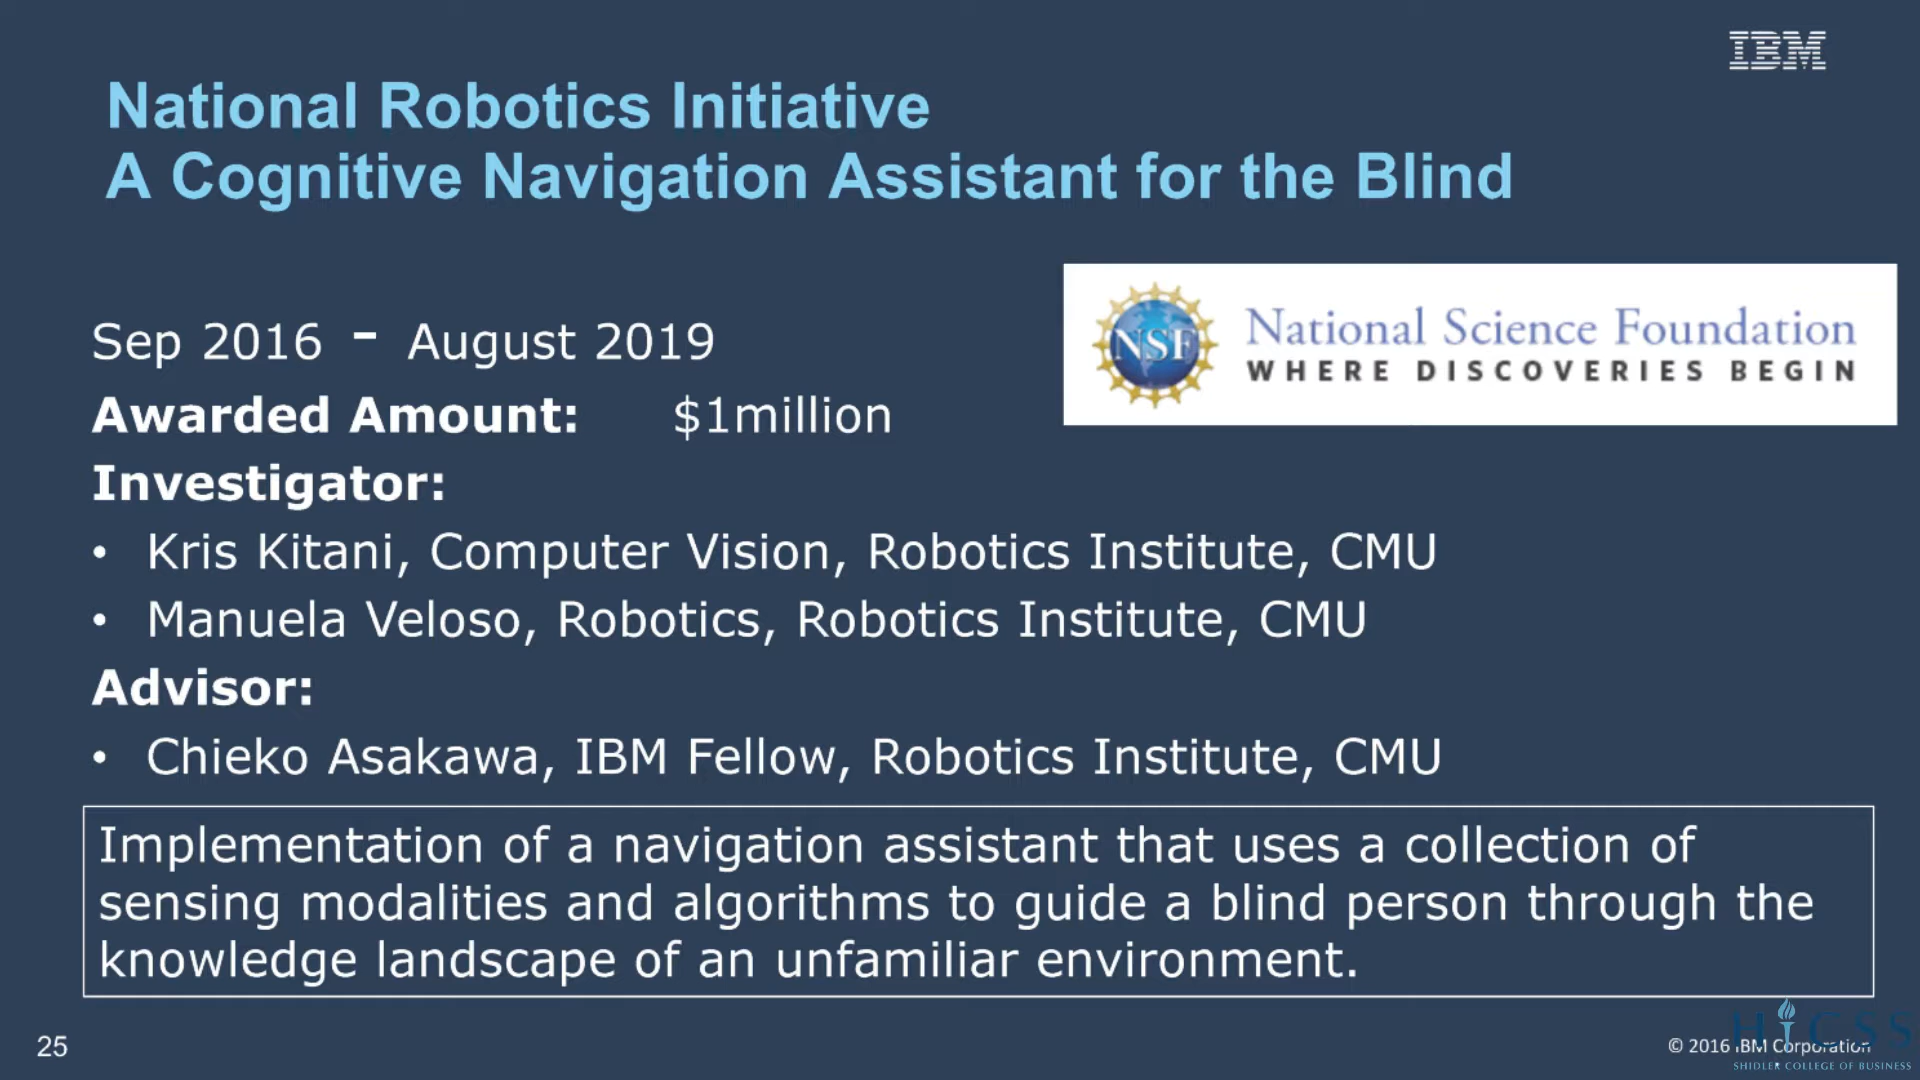 IBM
National Robotics Initiative
A Cognitive Navigation Assistant for the Blind
NSF
National Science Foundation
WHERE DISCOVERIES BEGIN
Sep 2016 - August 2019
Awarded Amount: $1million
Investigator:
• Kris Kitani, Computer Vision, Robotics Institute, CMU
• Manuela Veloso, Robotics, Robotics Institute, CMU
Advisor:
• Chieko Asakawa, IBM Fellow, Robotics Institute, CMU
Implementation of a navigation assistant that uses a collection of
sensing modalities and algorithms to guide a blind person through the
knowledge landscape of an unfamiliar environment.
25
© 2016 IBM Corporation
HICSS
SHIDLER COLLEGE OF BUSINESS